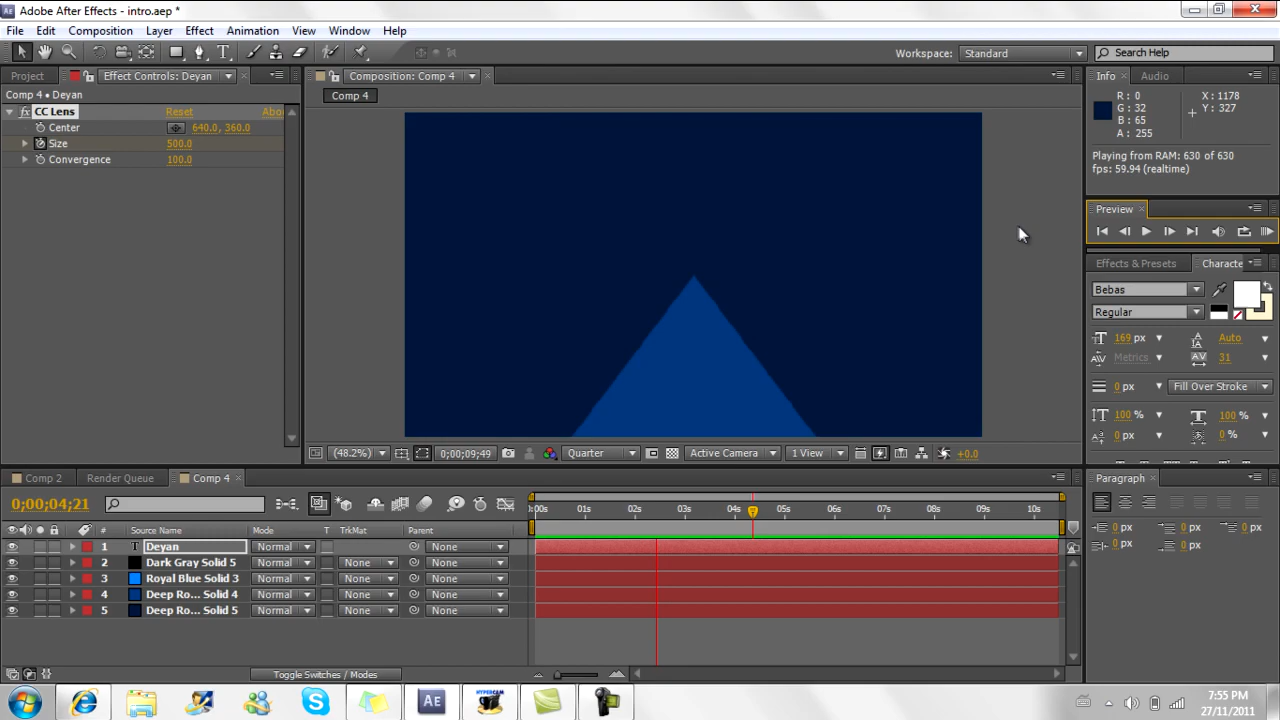 Adobe After Effects - intro.aep *
File Edit Composition Layer Effect Animation View Window Help
Workspace: Standard Search Help
Project Effect Controls: Deyan
Composition: Comp 4
Info Audio
Comp 4 • Deyan
Comp 4
CC Lens Reset Abo
Center 640.0, 360.0
Size 500.0
Convergence 100.0
R: 0
G: 32
B: 65
A: 255
X: 1178
Y: 327
Playing from RAM: 630 of 630
fps: 59.94 (realtime)
Preview
Effects & Presets Characte
Bebas
Regular
169 px Auto
Metrics 31
0 px Fill Over Stroke
100 % 100 %
0 px 0 %
(48.2%) 0;00;09;49 Quarter Active Camera 1 View +0.0
Comp 2 Render Queue Comp 4
Paragraph
0;00;04;21
:00s 01s 02s 03s 04s 05s 06s 07s 08s 09s 10s
# Source Name Mode T TrkMat Parent
1 T Deyan Normal None
2 Dark Gray Solid 5 Normal None None
3 Royal Blue Solid 3 Normal None None
4 Deep Ro... Solid 4 Normal None None
5 Deep Ro... Solid 5 Normal None None
0 px 0 px 0 px
0 px 0 px
Toggle Switches / Modes
Ae HYPERCAM
7:55 PM
27/11/2011